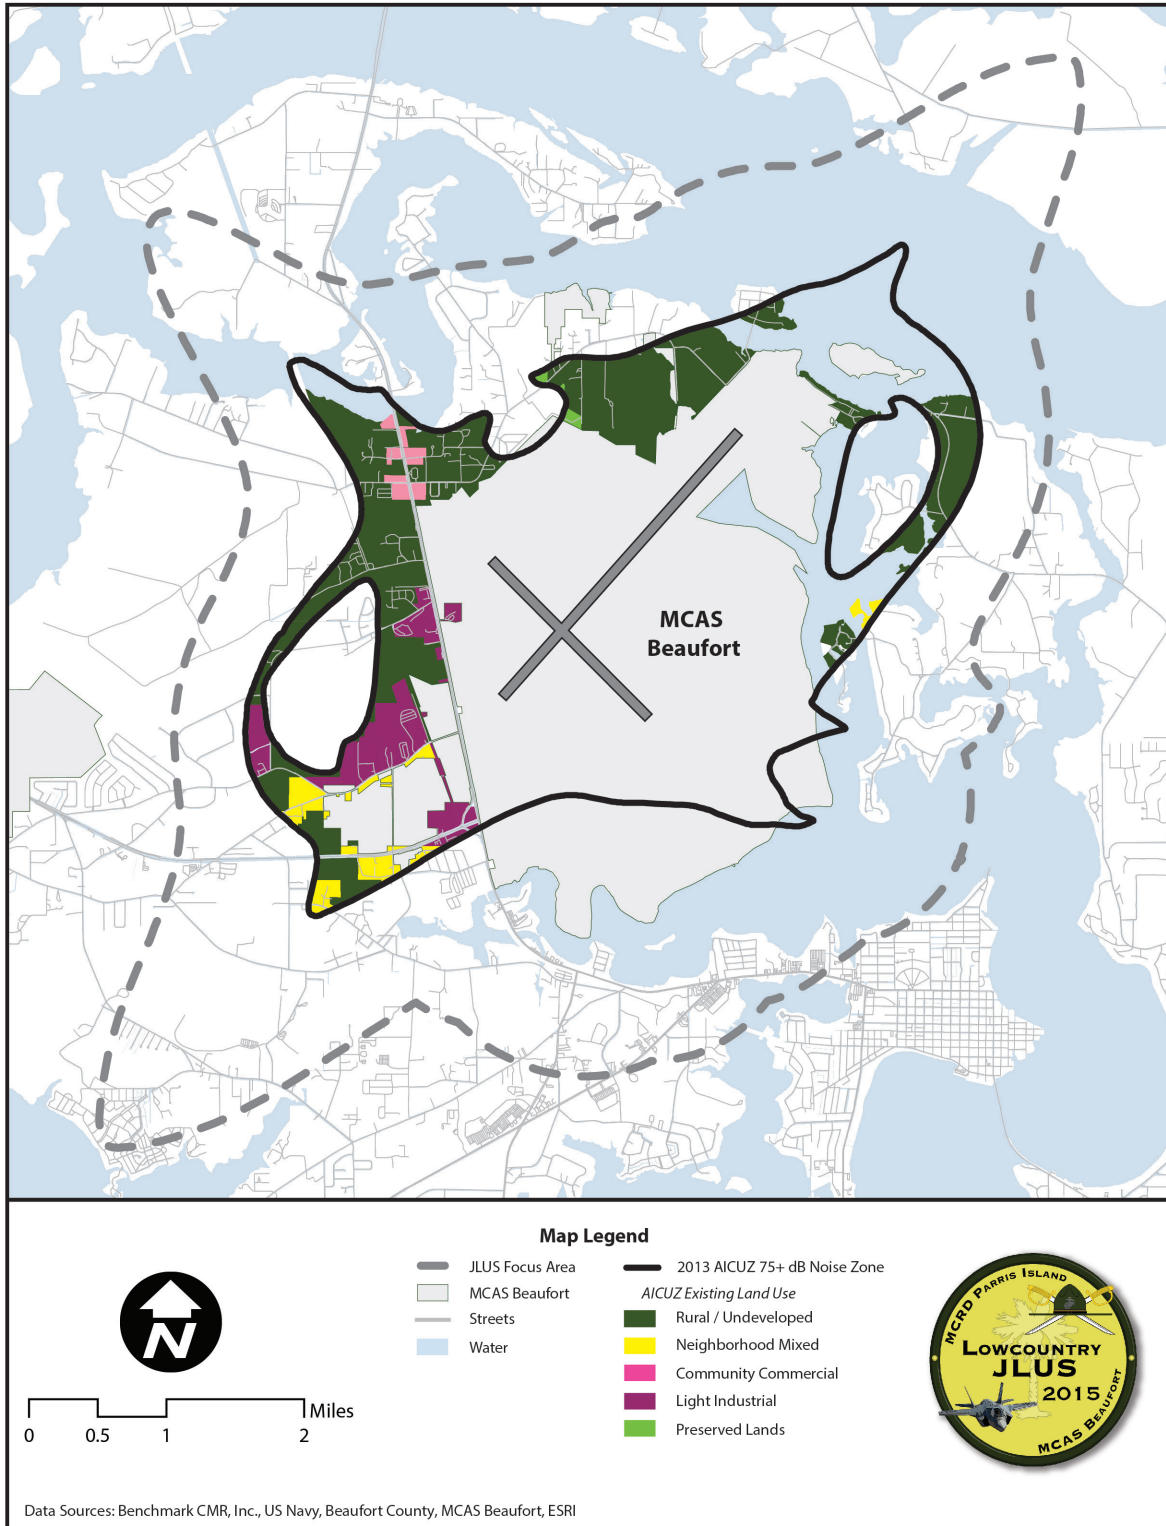 MCAS
Beaufort
Map Legend
JLUS Focus Area
MCAS Beaufort
Streets
Water
2013 AICUZ 75+ dB Noise Zone
AICUZ Existing Land Use
Rural / Undeveloped
Neighborhood Mixed
Community Commercial
Light Industrial
Preserved Lands
N
Miles
0 0.5 1 2
MCRD PARRIS ISLAND
LOWCOUNTRY
JLUS
2015
MCAS BEAUFORT
Data Sources: Benchmark CMR, Inc., US Navy, Beaufort County, MCAS Beaufort, ESRI